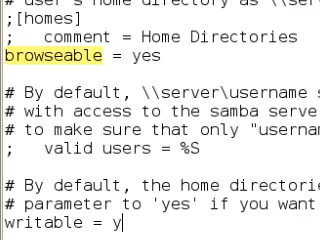 # user's home directory as \\serv
;[homes]
;   comment = Home Directories
browseable = yes
# By default, \\server\username s
# with access to the samba serve
# to make sure that only "usernam
;   valid users = %S
# By default, the home directorie
# parameter to 'yes' if you want
writable = y